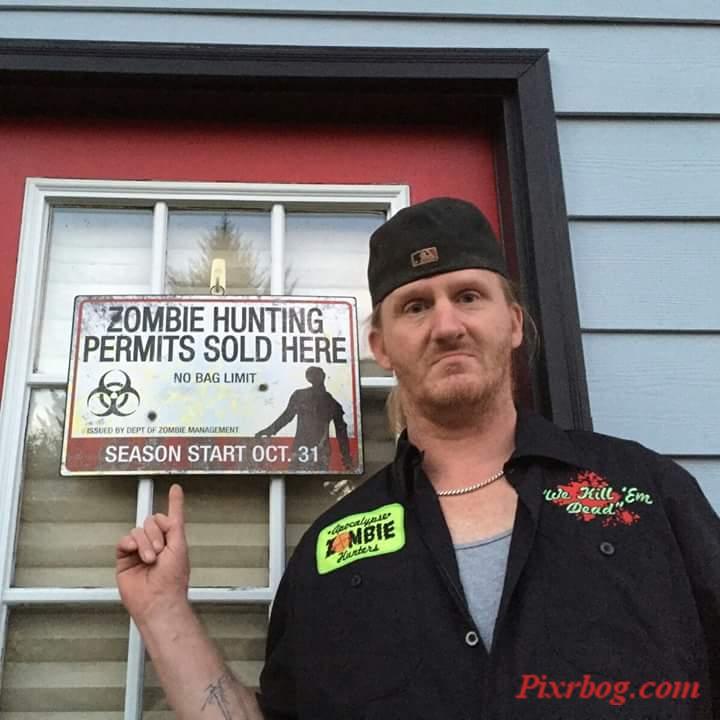 ZOMBIE HUNTING
PERMITS SOLD HERE
NO BAG LIMIT
ISSUED BY DEPT OF ZOMBIE MANAGEMENT
SEASON START OCT. 31
Apocalypse
ZOMBIE
Hunters
"We Kill 'Em
Dead"
Pixrbog.com